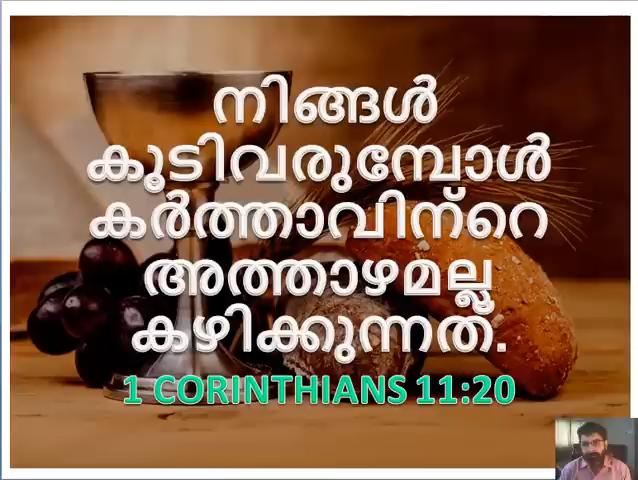 നിങ്ങൾ
കൂടിവരുമ്പോൾ
കർത്താവിന്റെ
അത്താഴമല്ല
കഴിക്കുന്നത്.
1 CORINTHIANS 11:20